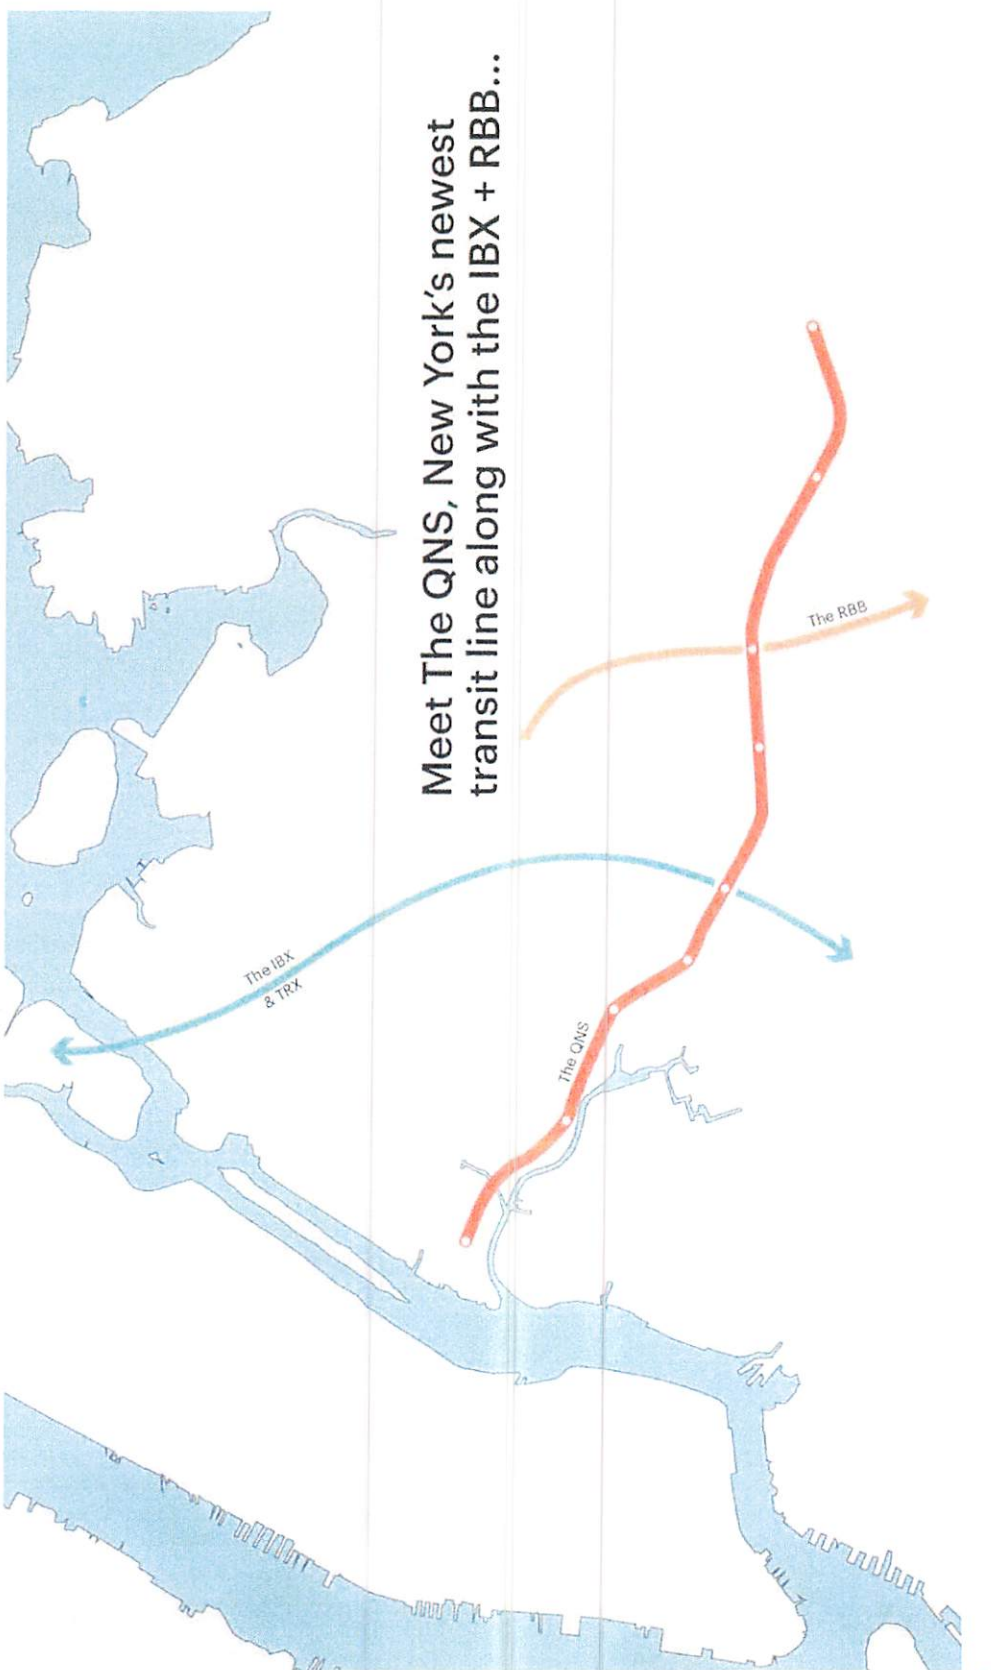 Meet The QNS, New York's newest
transit line along with the IBX + RBB...
The IBX
& TRX
The QNS
The RBB